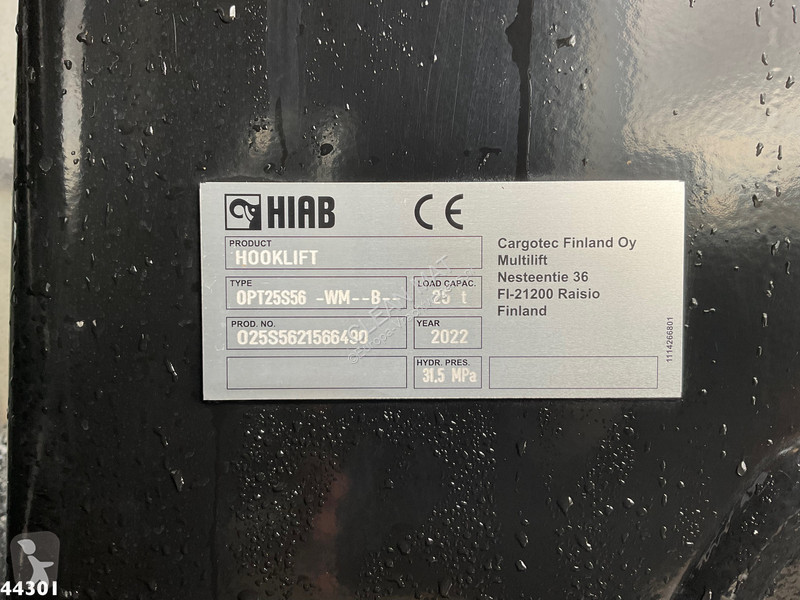 HIAB CE
PRODUCT
HOOKLIFT
TYPE
OPT25S56 -WM--B-
LOAD CAPAC.
25 t
PROD. NO.
O25S5621566490
YEAR
2022
HYDR. PRES.
31.5 MPa
Cargotec Finland Oy
Multilift
Nesteentie 36
FI-21200 Raisio
Finland
1114266801
44301